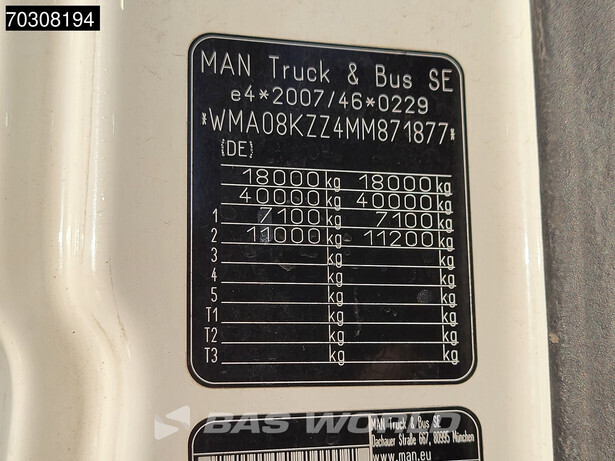 70308194
MAN Truck & Bus SE
e4*2007/46*0229
*WMA08KZZ4MM871877*
(DE)
18000 kg 18000 kg
40000 kg 40000 kg
1 7100 kg 7100 kg
2 11000 kg 11200 kg
3 kg kg
4 kg kg
5 kg kg
T1 kg kg
T2 kg kg
T3 kg kg
BAS WORLD
MAN Truck & Bus SE
Dachauer Straße 667, 80995 München
www.man.eu